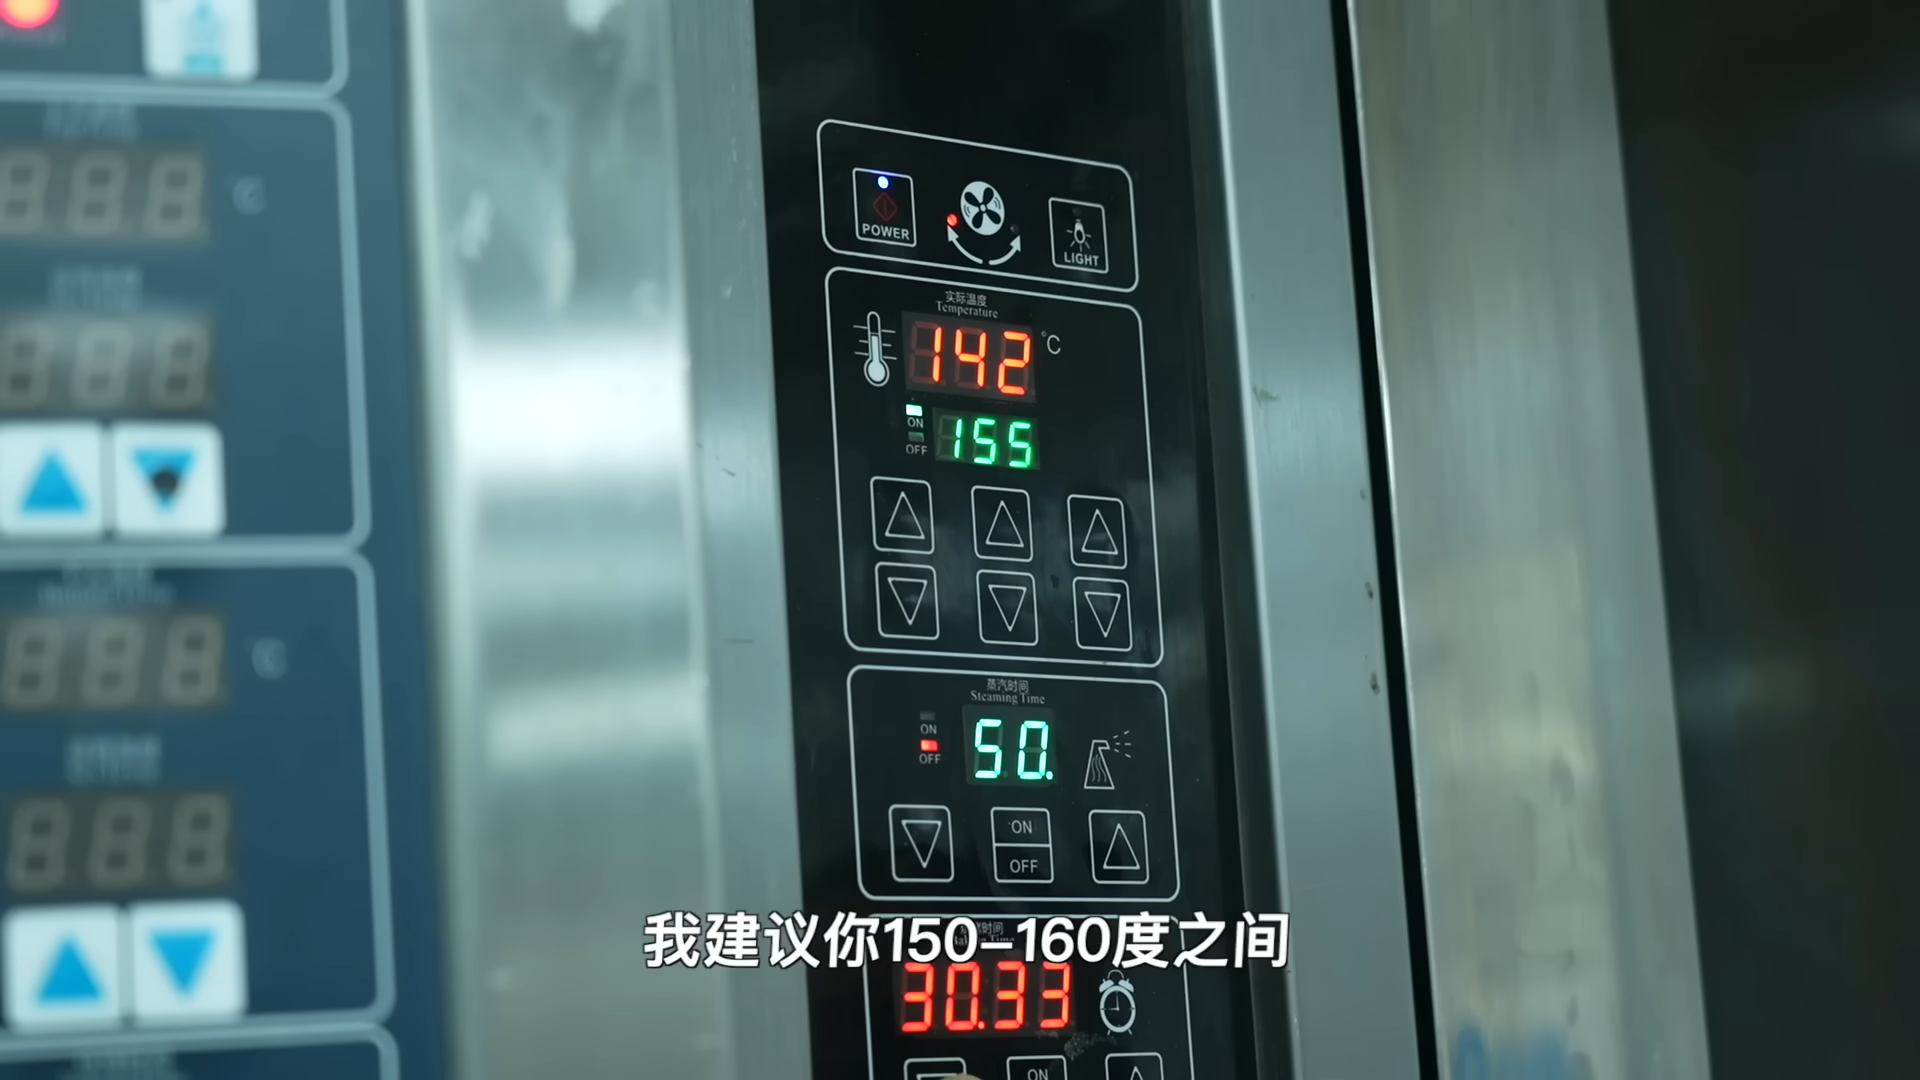 POWER
LIGHT
实际温度
Temperature
142 °C
ON
OFF
155
蒸汽时间
Steaming Time
ON
OFF
50.
ON
OFF
时间
我建议你150–160度之间
30.33
ON